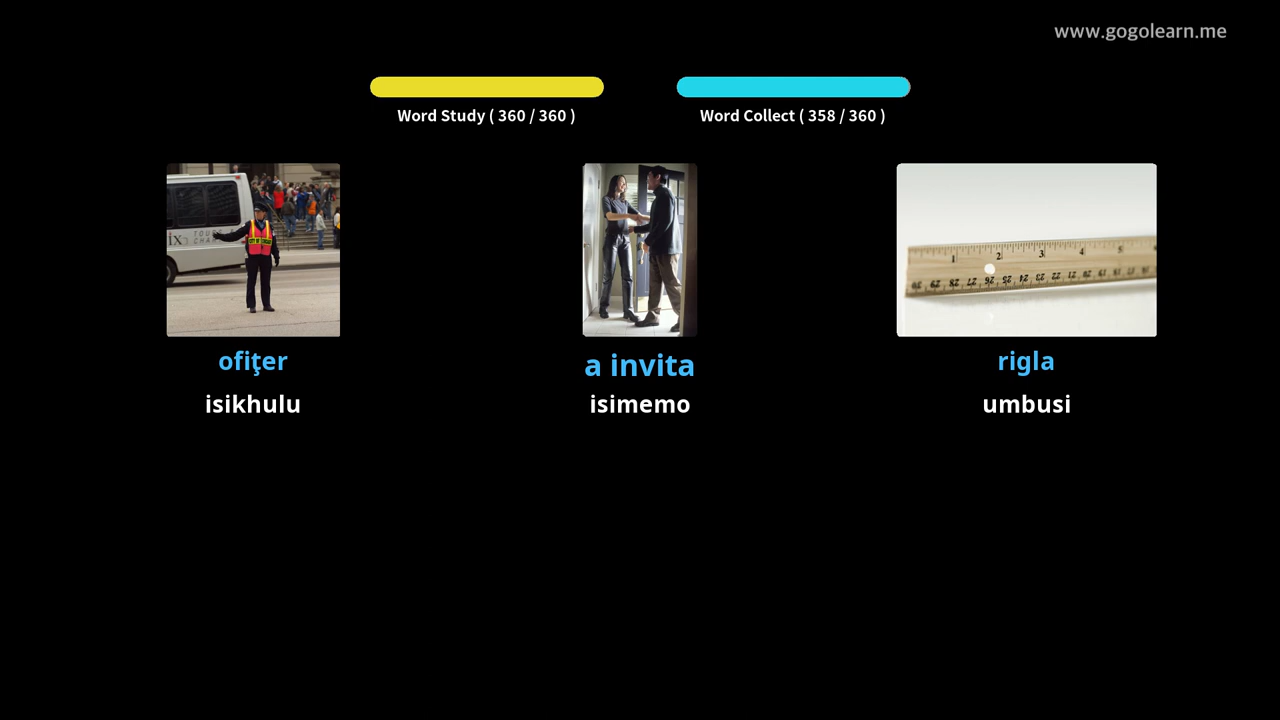 www.gogolearn.me
Word Study ( 360 / 360 )
Word Collect ( 358 / 360 )
ofiţer
a invita
rigla
isikhulu
isimemo
umbusi